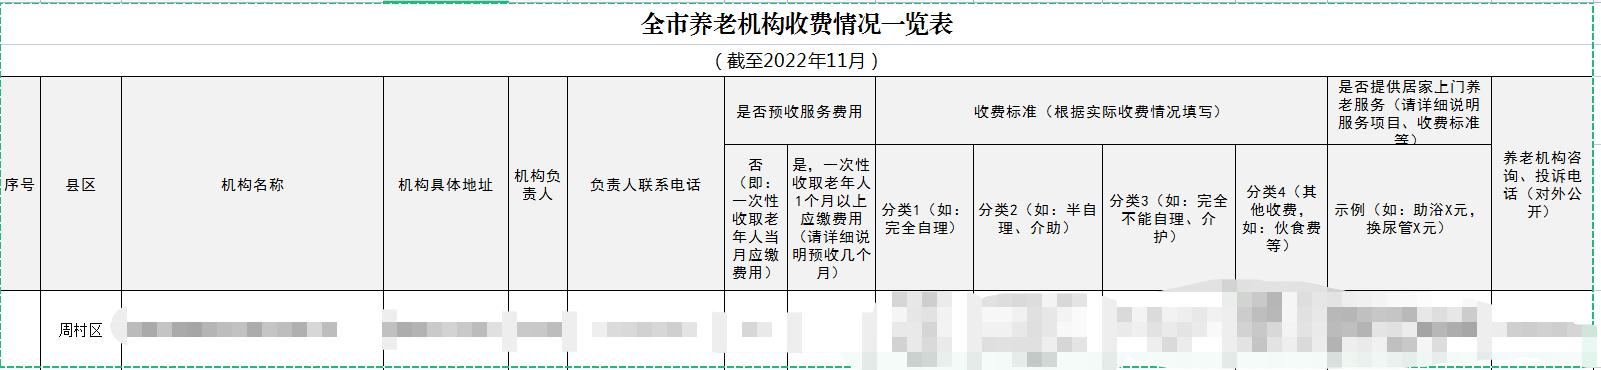 全市养老机构收费情况一览表
（截至2022年11月）
序号
县区
机构名称
机构具体地址
机构负
责人
负责人联系电话
是否预收服务费用
否
（即：
一次性
收取老
年人当
月应缴
费用）
是，一次性
收取老年人
1个月以上
应缴费用
（请详细说
明预收几个
月）
收费标准（根据实际收费情况填写）
分类1（如：
完全自理）
分类2（如：半自
理、介助）
分类3（如：完全
不能自理、介
护）
分类4（其
他收费，
如：伙食费
等）
是否提供居家上门养
老服务（请详细说明
服务项目、收费标准
等）
示例（如：助浴X元，
换尿管X元）
养老机构咨
询、投诉电
话（对外公
开）
周村区